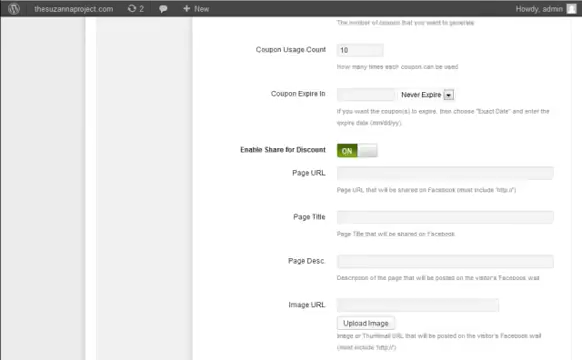 thesuzannaproject.com 2 + New Howdy, admin
The number of coupon that you want to generate
Coupon Usage Count 10
How many times each coupon can be used
Coupon Expire In Never Expire
If you want the coupon(s) to expire, then choose "Exact Date" and enter the
expire date (mm/dd/yy).
Enable Share for Discount ON
Page URL
Page URL that will be shared on Facebook (must include 'http://')
Page Title
Page Title that will be shared on Facebook
Page Desc.
Description of the page that will be posted on the visitor's Facebook wall
Image URL
Upload Image
Image or Thumbnail URL that will be posted on the visitor's Facebook wall
(must include 'http://')